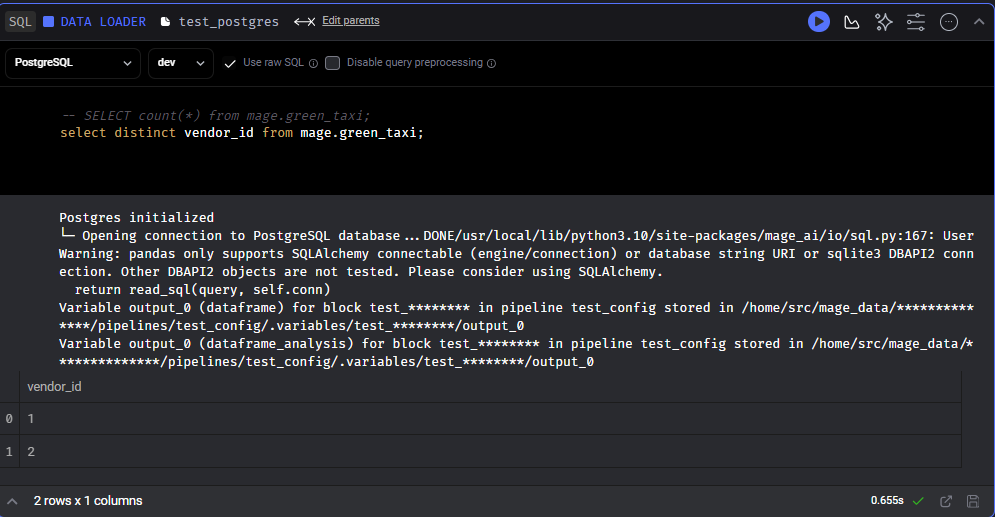 SQL DATA LOADER test_postgres Edit parents
PostgreSQL dev Use raw SQL Disable query preprocessing
-- SELECT count(*) from mage.green_taxi;
select distinct vendor_id from mage.green_taxi;
Postgres initialized
└─ Opening connection to PostgreSQL database...DONE/usr/local/lib/python3.10/site-packages/mage_ai/io/sql.py:167: User
Warning: pandas only supports SQLAlchemy connectable (engine/connection) or database string URI or sqlite3 DBAPI2 conn
ection. Other DBAPI2 objects are not tested. Please consider using SQLAlchemy.
return read_sql(query, self.conn)
Variable output_0 (dataframe) for block test_******** in pipeline test_config stored in /home/src/mage_data/**********
****/pipelines/test_config/.variables/test_********/output_0
Variable output_0 (dataframe_analysis) for block test_******** in pipeline test_config stored in /home/src/mage_data/*
*************/pipelines/test_config/.variables/test_********/output_0
vendor_id
0 1
1 2
2 rows x 1 columns 0.655s